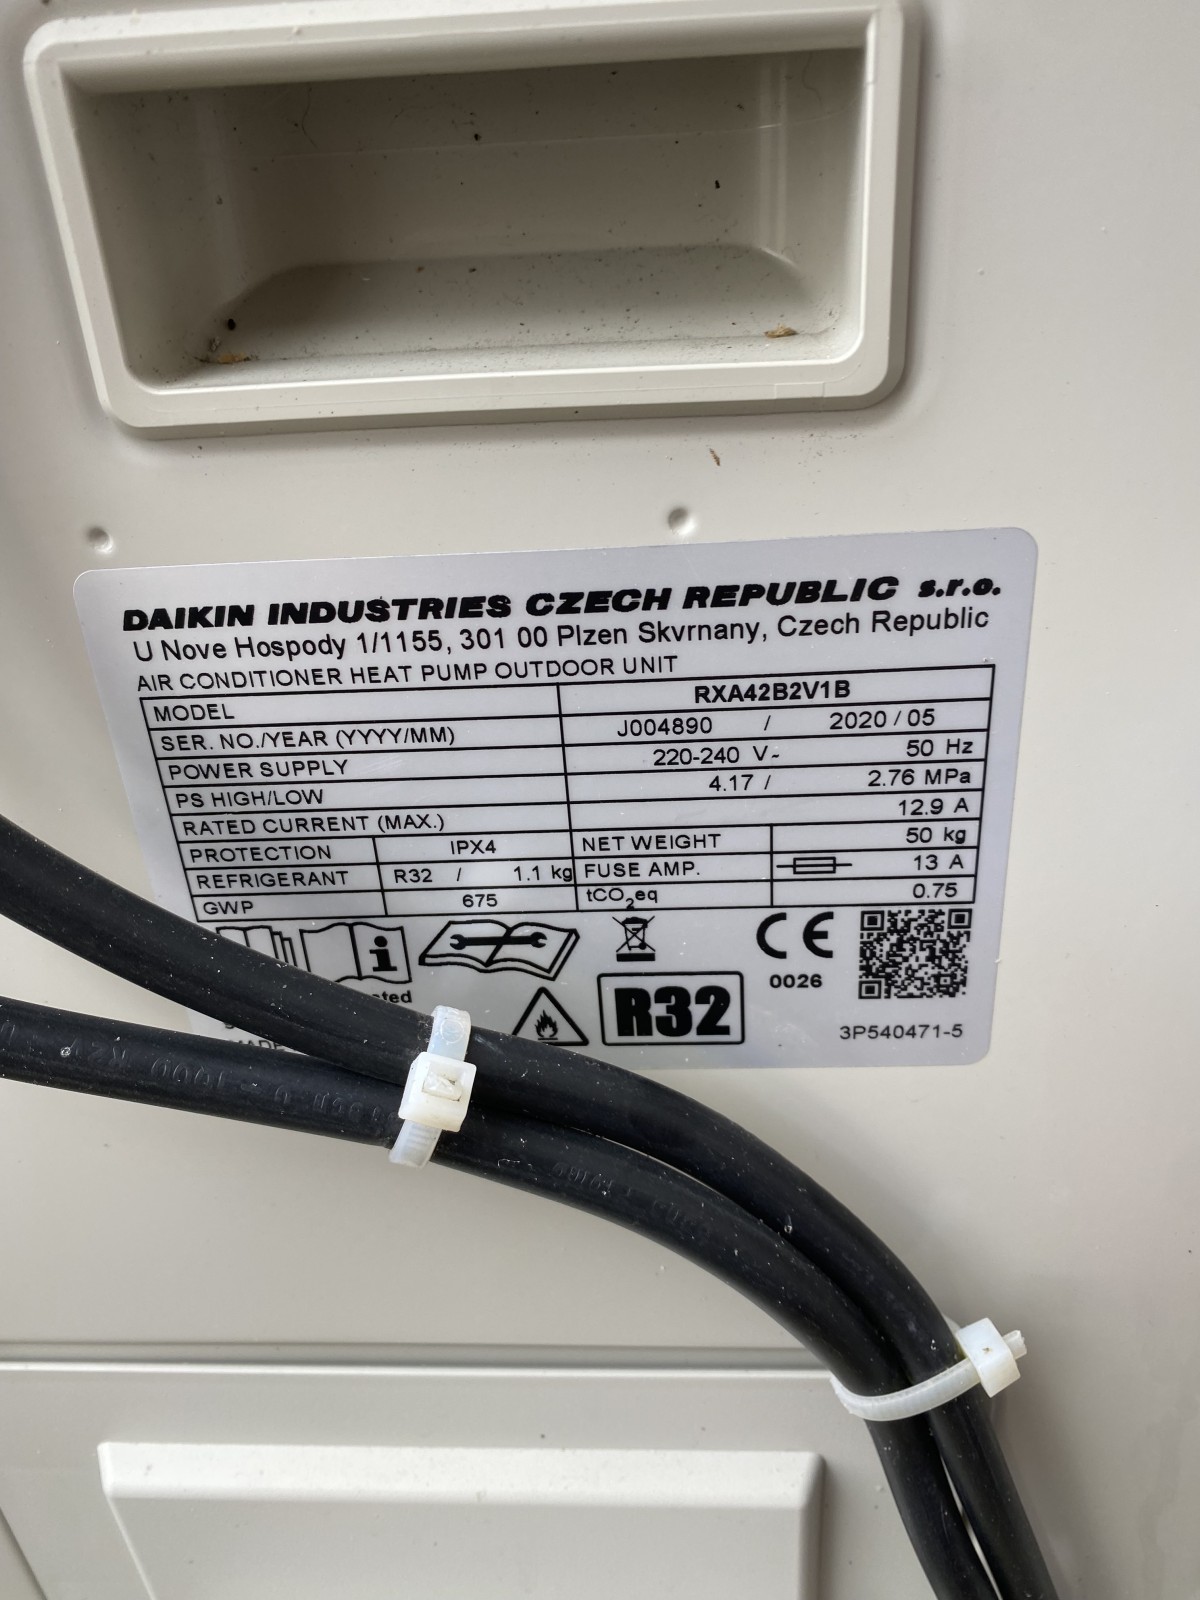 DAIKIN INDUSTRIES CZECH REPUBLIC s.r.o.
U Nove Hospody 1/1155, 301 00 Plzen Skvrnany, Czech Republic
AIR CONDITIONER HEAT PUMP OUTDOOR UNIT
MODEL RXA42B2V1B
SER. NO./YEAR (YYYY/MM) J004890 / 2020/05
POWER SUPPLY 220-240 V~ 50 Hz
PS HIGH/LOW 4.17 / 2.76 MPa
RATED CURRENT (MAX.) 12.9 A
PROTECTION IPX4 NET WEIGHT 50 kg
REFRIGERANT R32 / 1.1 kg FUSE AMP. 13 A
GWP 675 tCO2eq 0.75
CE
0026
R32
3P540471-5